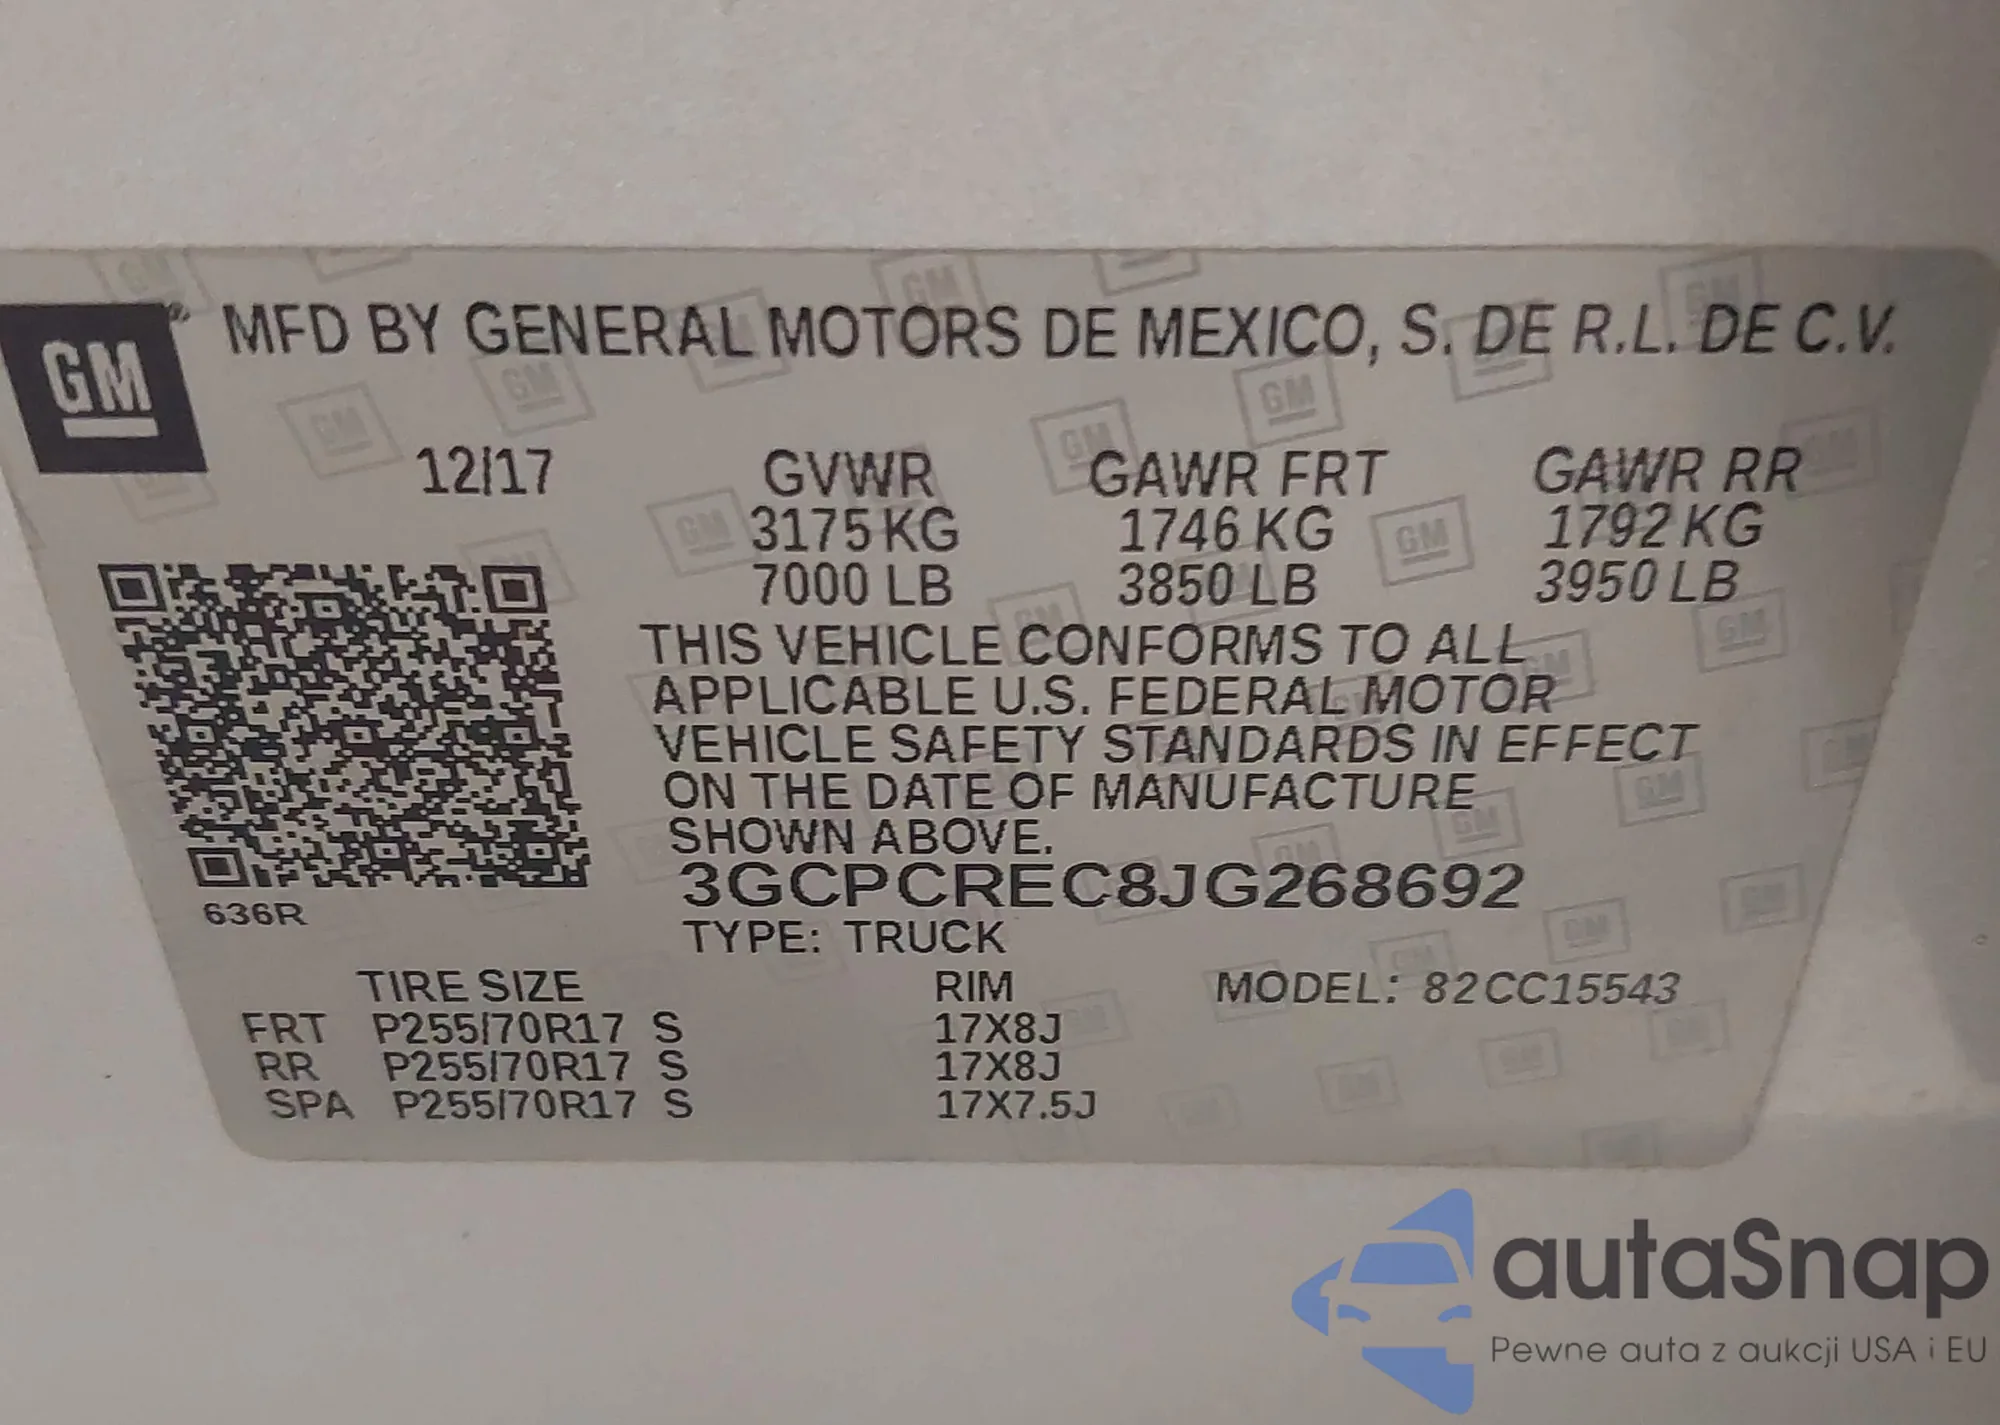 GM
MFD BY GENERAL MOTORS DE MEXICO, S. DE R.L. DE C.V.
12/17 GVWR GAWR FRT GAWR RR
3175 KG 1746 KG 1792 KG
7000 LB 3850 LB 3950 LB
THIS VEHICLE CONFORMS TO ALL
APPLICABLE U.S. FEDERAL MOTOR
VEHICLE SAFETY STANDARDS IN EFFECT
ON THE DATE OF MANUFACTURE
SHOWN ABOVE.
3GCPCREC8JG268692
636R
TYPE: TRUCK
TIRE SIZE RIM MODEL: 82CC15543
FRT P255/70R17 S 17X8J
RR P255/70R17 S 17X8J
SPA P255/70R17 S 17X7.5J
autaSnap
Pewne auta z aukcji USA i EU